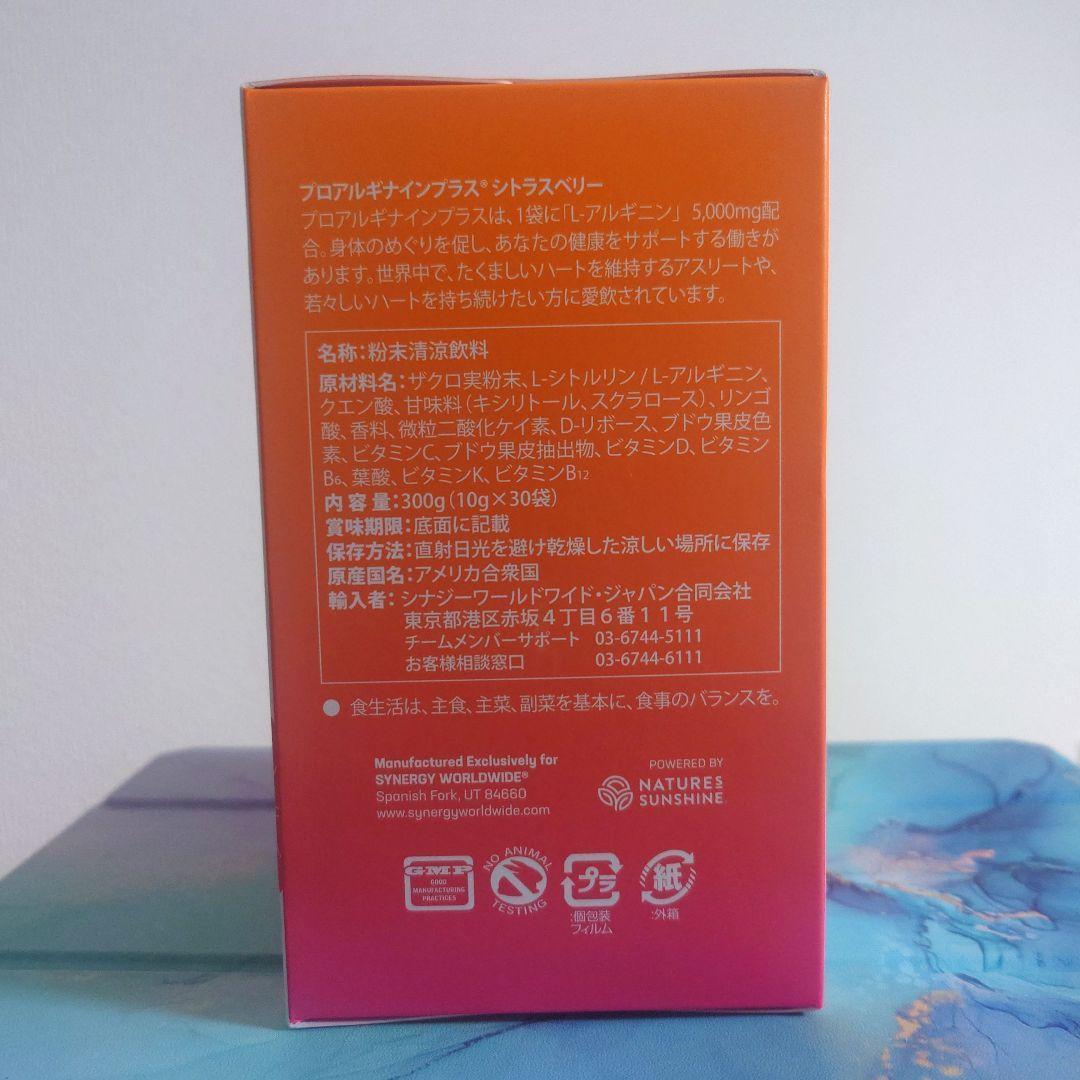 プロアルギナインプラス® シトラスベリー
プロアルギナインプラスは、1袋に「L-アルギニン」 5,000mg配
合。身体のめぐりを促し、あなたの健康をサポートする働きが
あります。世界中で、たくましいハートを維持するアスリートや、
若々しいハートを持ち続けたい方に愛飲されています。
名称:粉末清涼飲料
原材料名:ザクロ実粉末、L-シトルリン / L-アルギニン、
クエン酸、甘味料(キシリトール、スクラロース)、リンゴ
酸、香料、微粒二酸化ケイ素、D-リボース、ブドウ果皮色
素、ビタミンC、ブドウ果皮抽出物、ビタミンD、ビタミン
B₆、葉酸、ビタミンK、ビタミンB₁₂
内 容 量:300g(10g×30袋)
賞味期限:底面に記載
保存方法:直射日光を避け乾燥した涼しい場所に保存
原産国名:アメリカ合衆国
輸入者:シナジーワールドワイド・ジャパン合同会社
東京都港区赤坂4丁目6番11号
チームメンバーサポート 03-6744-5111
お客様相談窓口 03-6744-6111
● 食生活は、主食、主菜、副菜を基本に、食事のバランスを。
Manufactured Exclusively for
SYNERGY WORLDWIDE®
Spanish Fork, UT 84660
www.synergyworldwide.com
POWERED BY
NATURE'S
SUNSHINE
GMP
GOOD
MANUFACTURING
PRACTICES
NO ANIMAL
TESTING
プラ
:個包装
フィルム
紙
:外箱